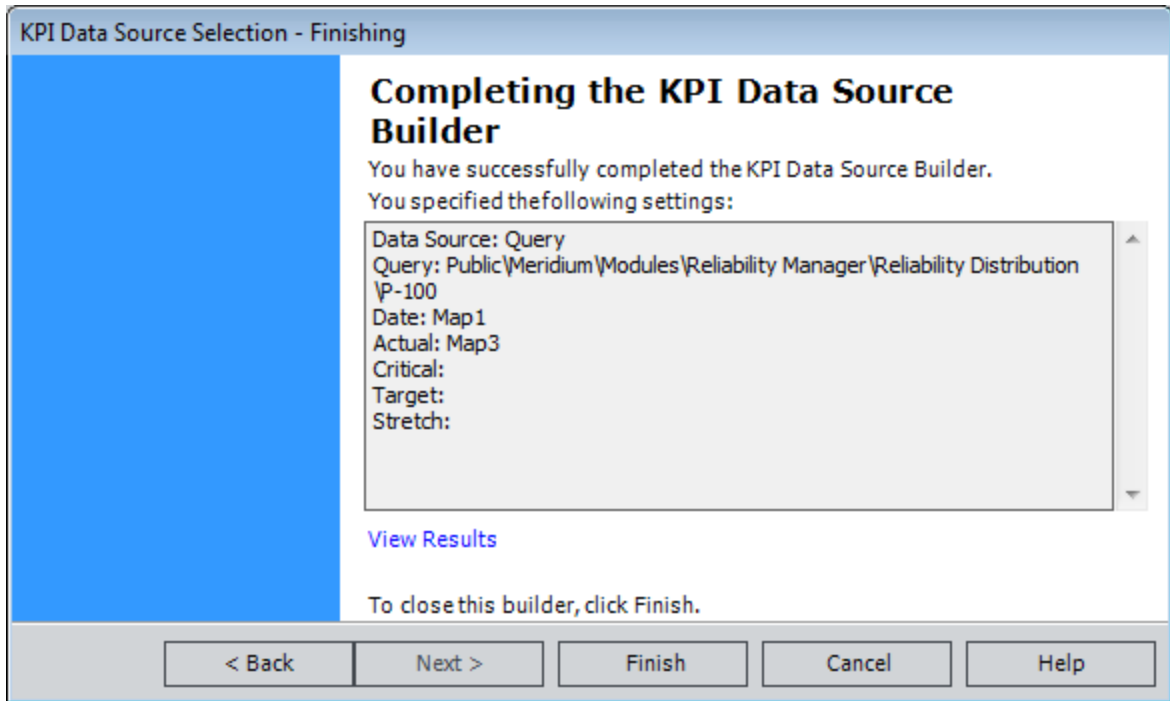 KPI Data Source Selection - Finishing
Completing the KPI Data Source
Builder
You have successfully completed the KPI Data Source Builder.
You specified the following settings:
Data Source: Query
Query: Public\Meridium\Modules\Reliability Manager\Reliability Distribution
\P-100
Date: Map1
Actual: Map3
Critical:
Target:
Stretch:
View Results
To close this builder, click Finish.
< Back
Next >
Finish
Cancel
Help